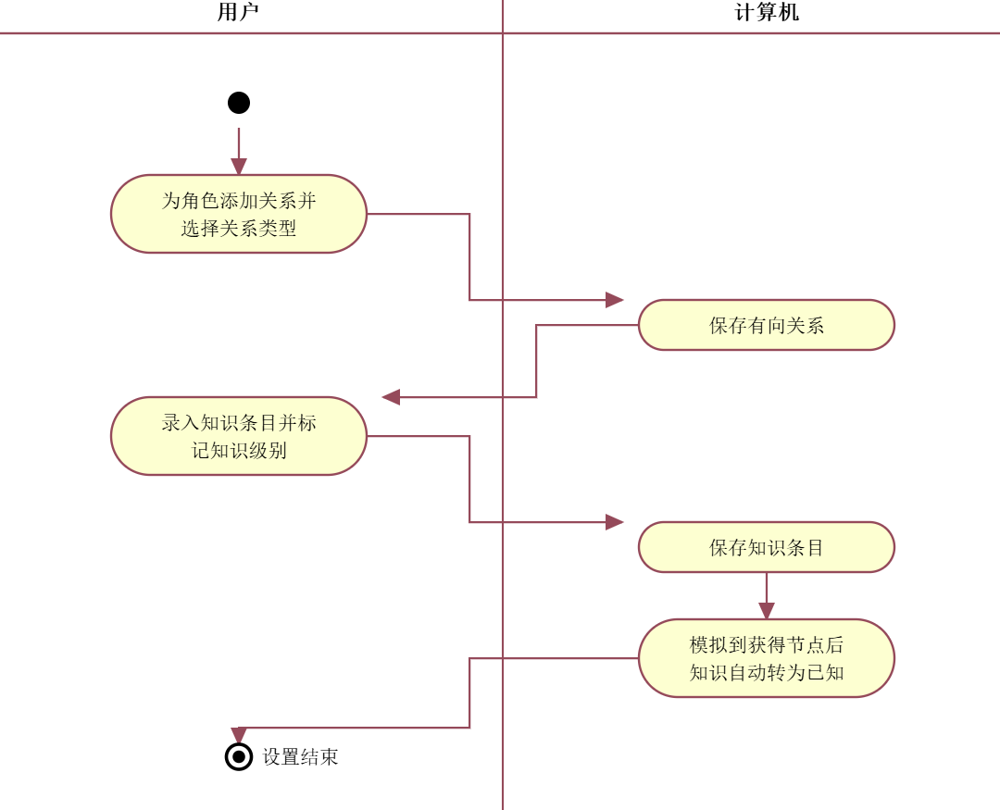 用户
计算机
为角色添加关系并
选择关系类型
保存有向关系
录入知识条目并标
记知识级别
保存知识条目
模拟到获得节点后
知识自动转为已知
设置结束